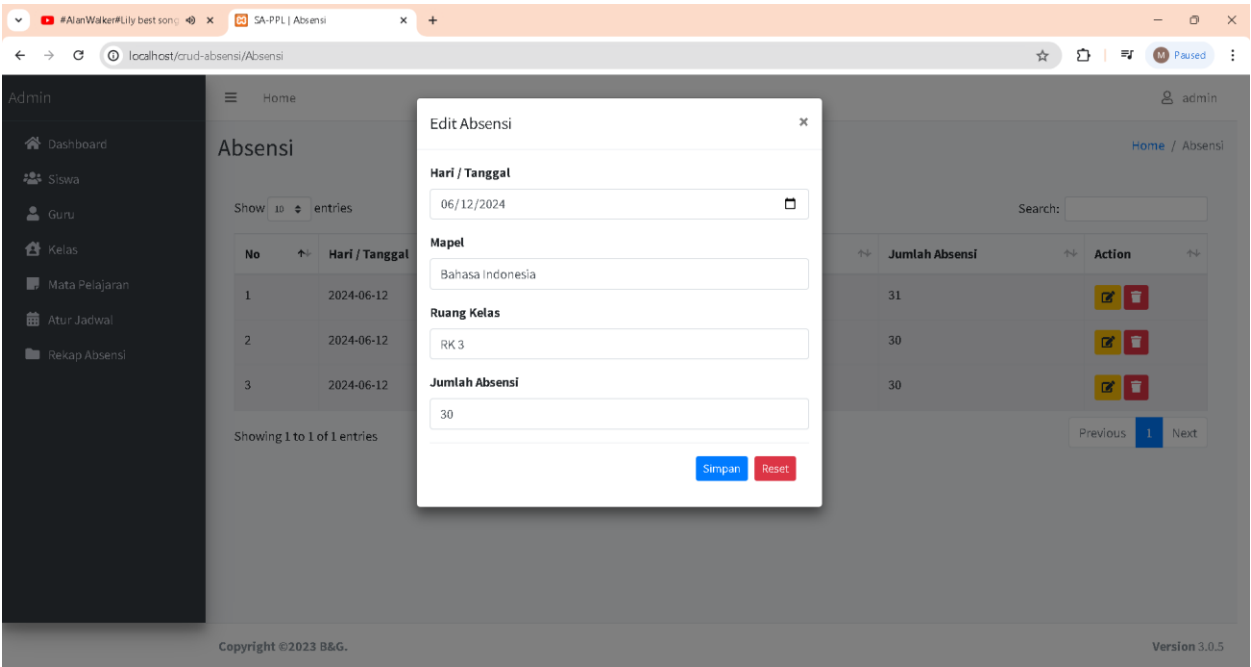 #AlanWalker#Lily best song
SA-PPL | Absensi
localhost/crud-absensi/Absensi
M Paused
Admin
Home
admin
Dashboard
Siswa
Guru
Kelas
Mata Pelajaran
Atur Jadwal
Rekap Absensi
Absensi
Home / Absensi
Show 10 entries
Search:
No Hari / Tanggal Jumlah Absensi Action
1 2024-06-12 31
2 2024-06-12 30
3 2024-06-12 30
Showing 1 to 1 of 1 entries
Previous 1 Next
Edit Absensi
×
Hari / Tanggal
06/12/2024
Mapel
Bahasa Indonesia
Ruang Kelas
RK 3
Jumlah Absensi
30
Simpan Reset
Copyright ©2023 B&G.
Version 3.0.5